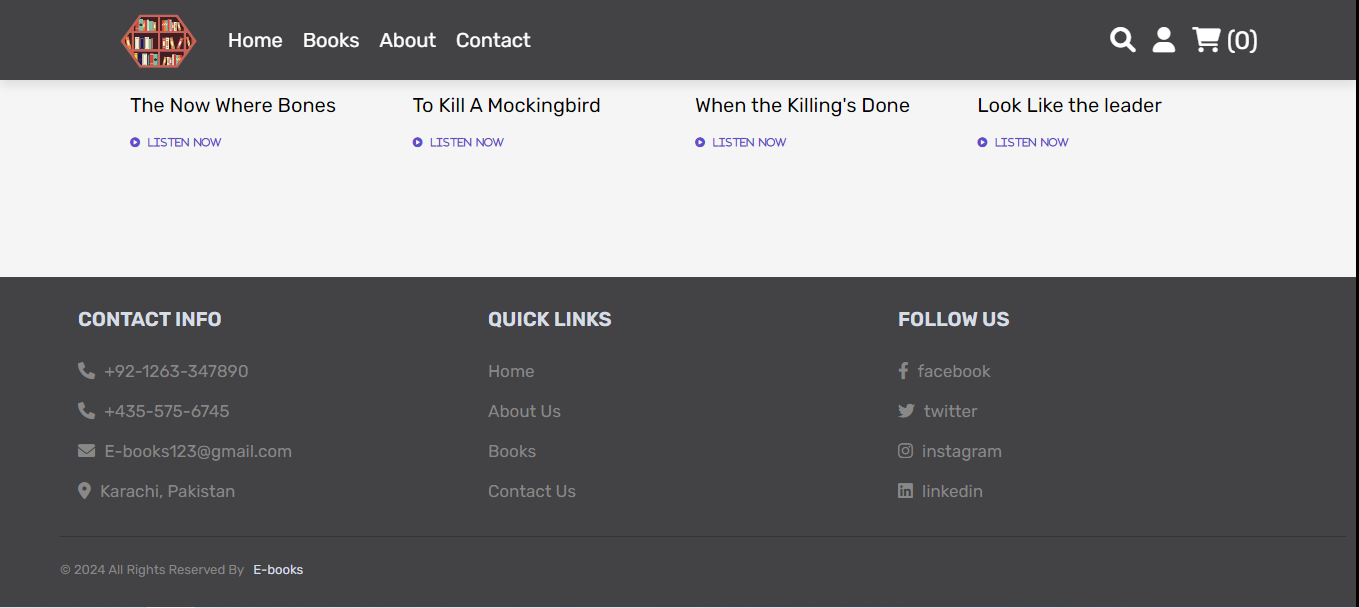 Home Books About Contact (0)
The Now Where Bones To Kill A Mockingbird When the Killing's Done Look Like the leader
LISTEN NOW LISTEN NOW LISTEN NOW LISTEN NOW
CONTACT INFO
+92-1263-347890
+435-575-6745
E-books123@gmail.com
Karachi, Pakistan
QUICK LINKS
Home
About Us
Books
Contact Us
FOLLOW US
facebook
twitter
instagram
linkedin
© 2024 All Rights Reserved By E-books